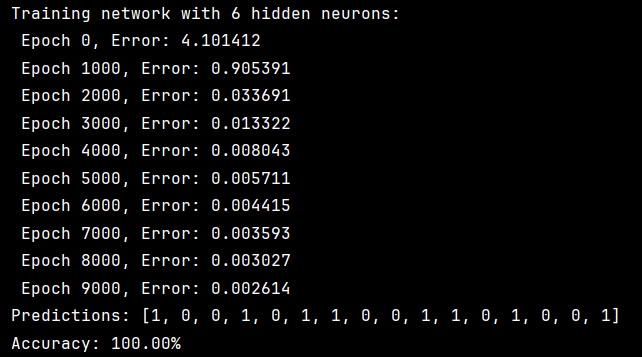 Training network with 6 hidden neurons:
Epoch 0, Error: 4.101412
Epoch 1000, Error: 0.905391
Epoch 2000, Error: 0.033691
Epoch 3000, Error: 0.013322
Epoch 4000, Error: 0.008043
Epoch 5000, Error: 0.005711
Epoch 6000, Error: 0.004415
Epoch 7000, Error: 0.003593
Epoch 8000, Error: 0.003027
Epoch 9000, Error: 0.002614
Predictions: [1, 0, 0, 1, 0, 1, 1, 0, 0, 1, 1, 0, 1, 0, 0, 1]
Accuracy: 100.00%